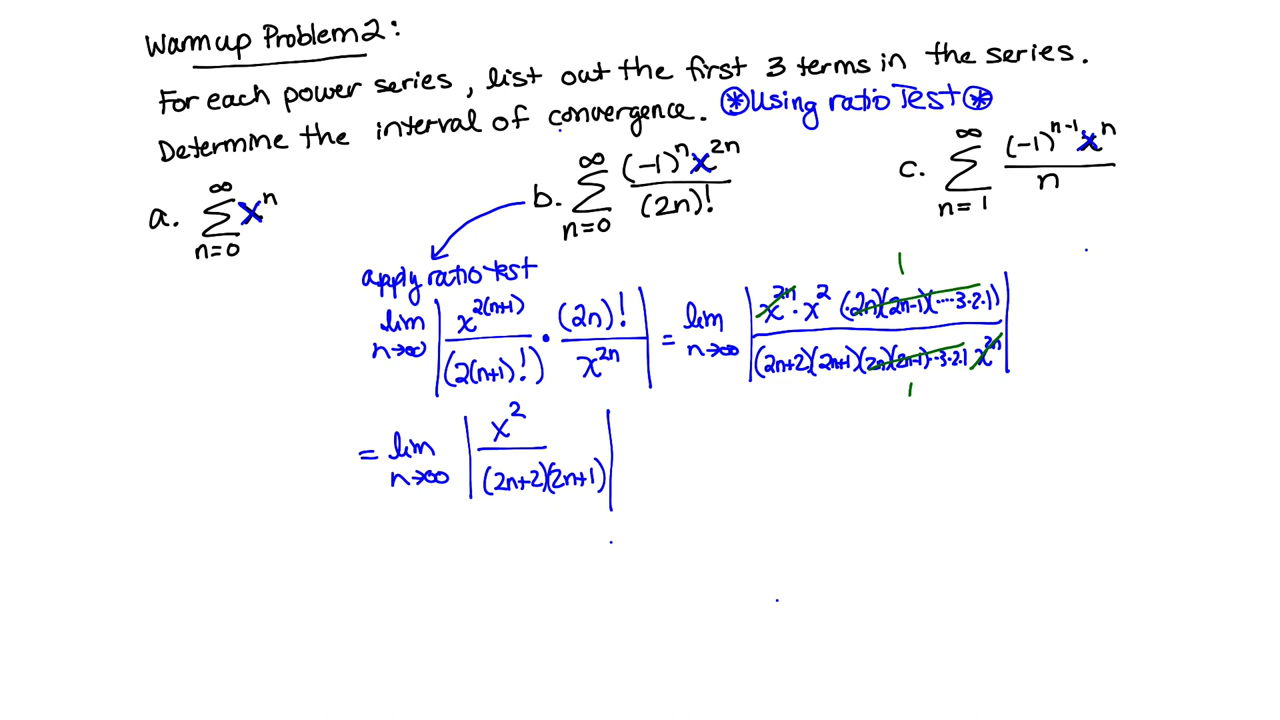 Warmup Problem 2:
For each power series, list out the first 3 terms in the series.
Determine the interval of convergence. ⊛Using ratio Test⊛
a. ∑_{n=0}^{∞} x^n
b. ∑_{n=0}^{∞} (-1)^n x^{2n} / (2n)!
c. ∑_{n=1}^{∞} (-1)^{n-1} x^n / n
apply ratio test
lim_{n→∞} | x^{2(n+1)} / (2(n+1)!) · (2n)! / x^{2n} | = lim_{n→∞} | x^{2n} · x^2 (·2n)(2n-1)(····3·2·1) / (2n+2)(2n+1)(2n)(2n-1)···3·2·1 x^{2n} |
1
1
= lim_{n→∞} | x^2 / (2n+2)(2n+1) |